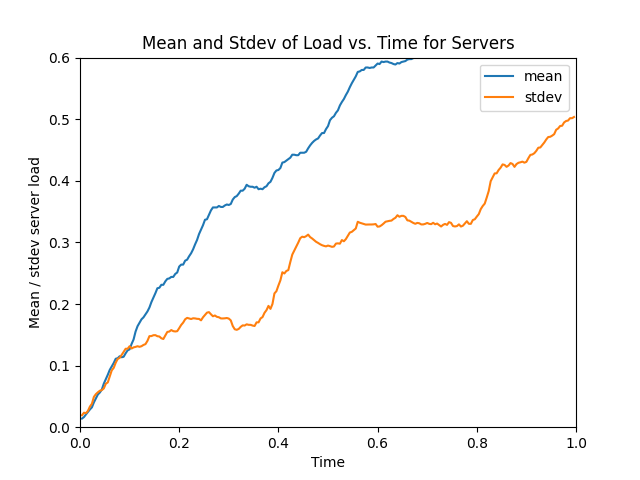 Mean and Stdev of Load vs. Time for Servers
mean
stdev
Mean / stdev server load
0.6
0.5
0.4
0.3
0.2
0.1
0.0
0.0 0.2 0.4 0.6 0.8 1.0
Time